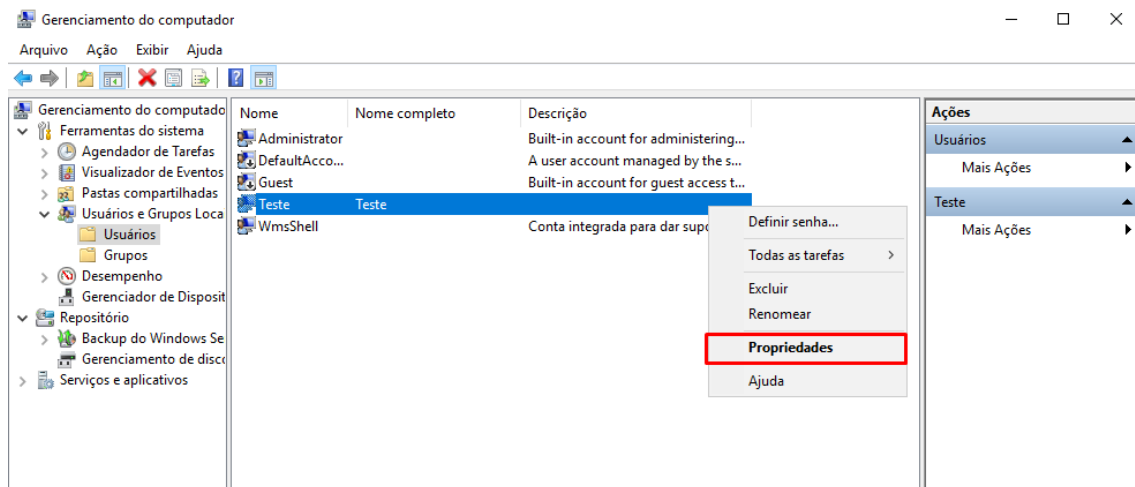 Gerenciamento do computador
Arquivo Ação Exibir Ajuda
Gerenciamento do computado
Ferramentas do sistema
Agendador de Tarefas
Visualizador de Eventos
Pastas compartilhadas
Usuários e Grupos Loca
Usuários
Grupos
Desempenho
Gerenciador de Disposit
Repositório
Backup do Windows Se
Gerenciamento de disco
Serviços e aplicativos
Nome Nome completo Descrição
Administrator Built-in account for administering...
DefaultAcco... A user account managed by the s...
Guest Built-in account for guest access t...
Teste Teste
WmsShell Conta integrada para dar supo
Definir senha...
Todas as tarefas
Excluir
Renomear
Propriedades
Ajuda
Ações
Usuários
Mais Ações
Teste
Mais Ações